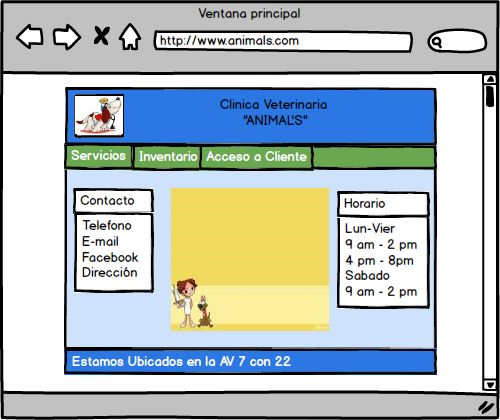 Ventana principal
http://www.animals.com
Clinica Veterinaria
"ANIMAL'S"
Servicios
Inventario
Acceso a Cliente
Contacto
Telefono
E-mail
Facebook
Dirección
Horario
Lun-Vier
9 am - 2 pm
4 pm - 8pm
Sabado
9 am - 2 pm
Estamos Ubicados en la AV 7 con 22